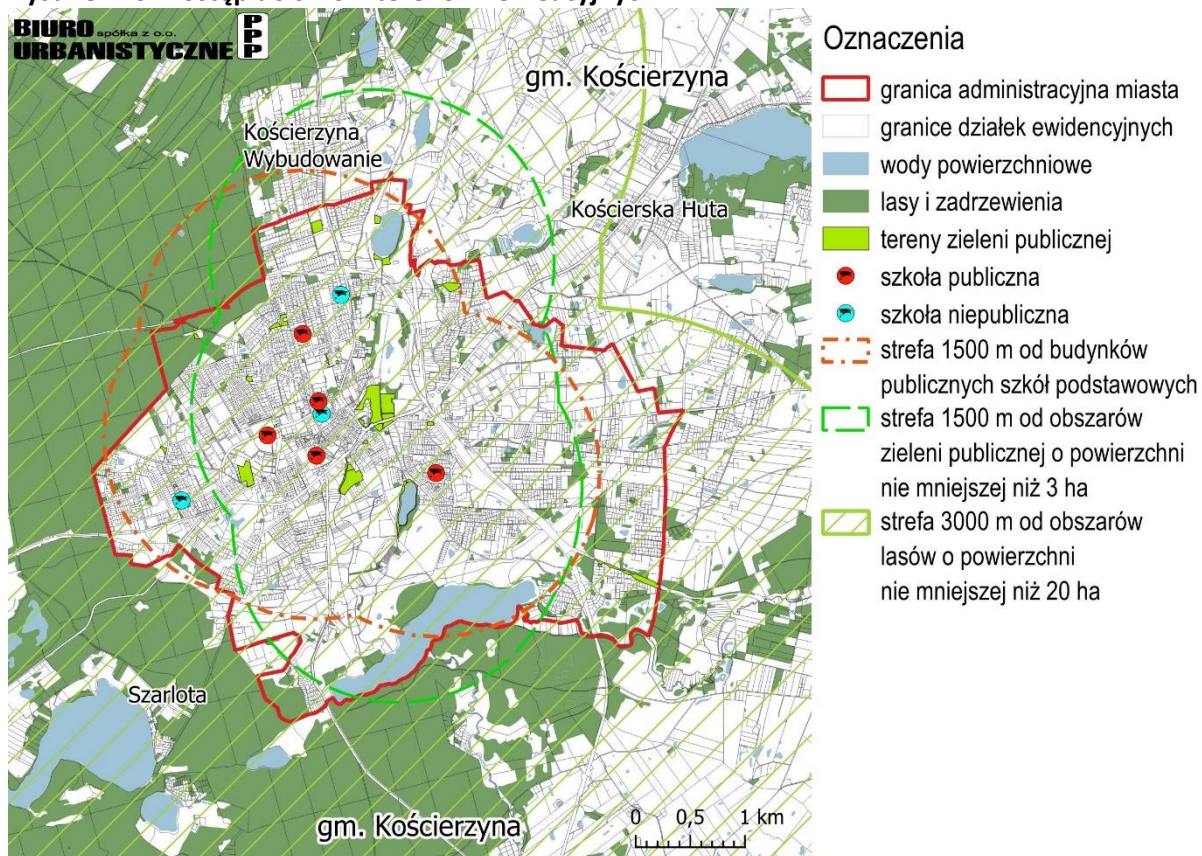 BIURO spółka z o.o.
URBANISTYCZNE
PPP
gm. Kościerzyna
Kościerzyna
Wybudowanie
Kościerska Huta
Szarlota
gm. Kościerzyna
0 0,5 1 km
Oznaczenia
granica administracyjna miasta
granice działek ewidencyjnych
wody powierzchniowe
lasy i zadrzewienia
tereny zieleni publicznej
szkoła publiczna
szkoła niepubliczna
strefa 1500 m od budynków
publicznych szkół podstawowych
strefa 1500 m od obszarów
zieleni publicznej o powierzchni
nie mniejszej niż 3 ha
strefa 3000 m od obszarów
lasów o powierzchni
nie mniejszej niż 20 ha